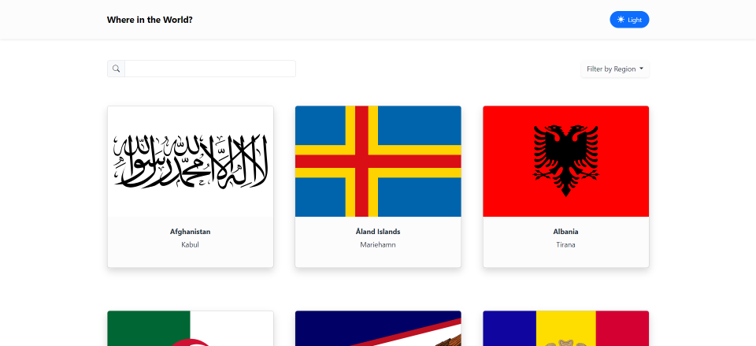 Where in the World?
Light
Filter by Region
لا إله إلا الله محمد رسول الله
Afghanistan
Kabul
Åland Islands
Mariehamn
Albania
Tirana